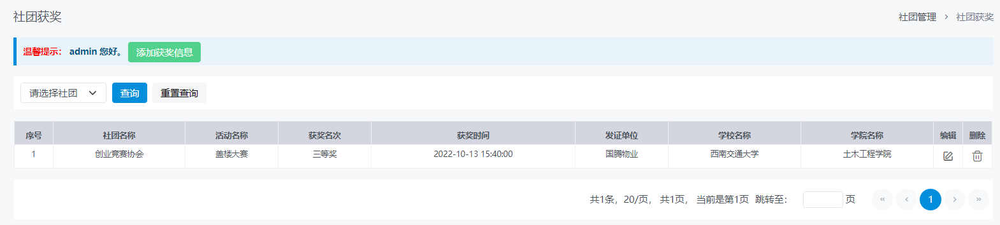 社团获奖
社团管理 > 社团获奖
温馨提示： admin 您好。 添加获奖信息
请选择社团 查询 重置查询
序号 社团名称 活动名称 获奖名次 获奖时间 发证单位 学校名称 学院名称 编辑 删除
1 创业竞赛协会 盖楼大赛 三等奖 2022-10-13 15:40:00 国腾物业 西南交通大学 土木工程学院
共1条，20/页， 共1页， 当前是第1页 跳转至： 页 « ‹ 1 › »